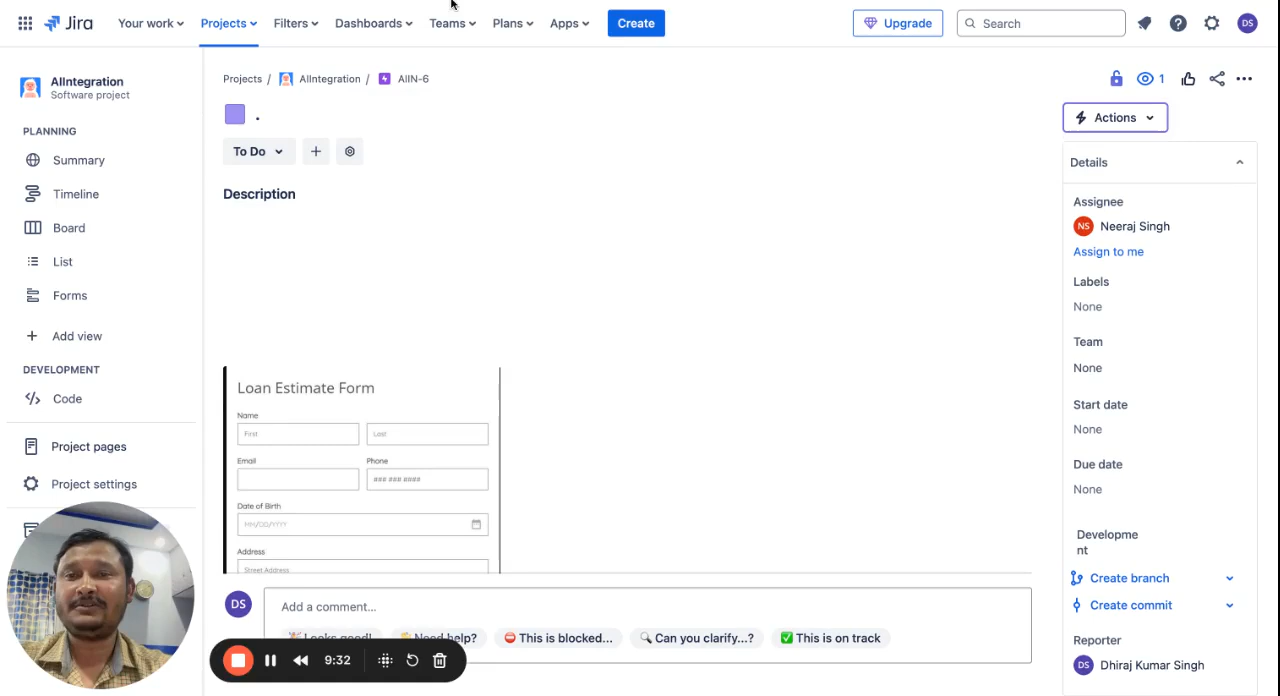 Jira
Your work
Projects
Filters
Dashboards
Teams
Plans
Apps
Create
Upgrade
Search
DS
AIIntegration
Software project
PLANNING
Summary
Timeline
Board
List
Forms
Add view
DEVELOPMENT
Code
Project pages
Project settings
Projects / AIIntegration / AIIN-6
1
.
To Do
Description
Loan Estimate Form
Name
First
Last
Email
Phone
### ### ####
Date of Birth
MM/DD/YYYY
Address
Street Address
DS
Add a comment...
Looks good!
Need help?
This is blocked...
Can you clarify...?
This is on track
9:32
Actions
Details
Assignee
NS Neeraj Singh
Assign to me
Labels
None
Team
None
Start date
None
Due date
None
Developme
nt
Create branch
Create commit
Reporter
DS Dhiraj Kumar Singh